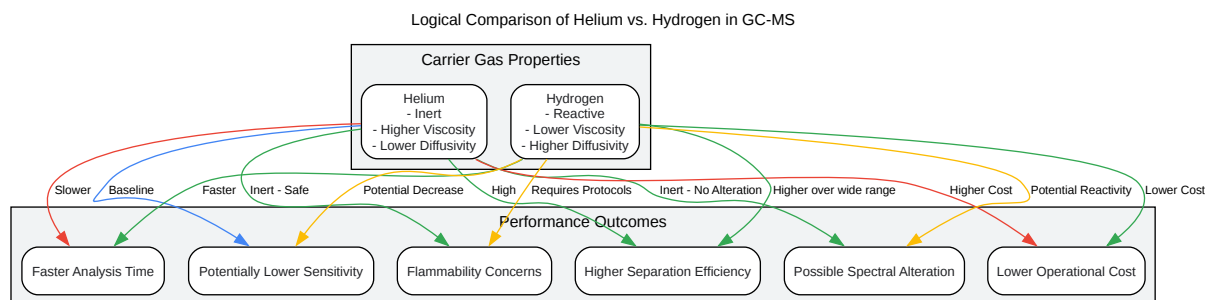 Logical Comparison of Helium vs. Hydrogen in GC-MS
Carrier Gas Properties
Helium
- Inert
- Higher Viscosity
- Lower Diffusivity
Hydrogen
- Reactive
- Lower Viscosity
- Higher Diffusivity
Slower
Baseline
Faster
Inert - Safe
Potential Decrease
High
Requires Protocols
Inert - No Alteration
Higher over wide range
Higher Cost
Potential Reactivity
Lower Cost
Performance Outcomes
Faster Analysis Time
Potentially Lower Sensitivity
Flammability Concerns
Higher Separation Efficiency
Possible Spectral Alteration
Lower Operational Cost